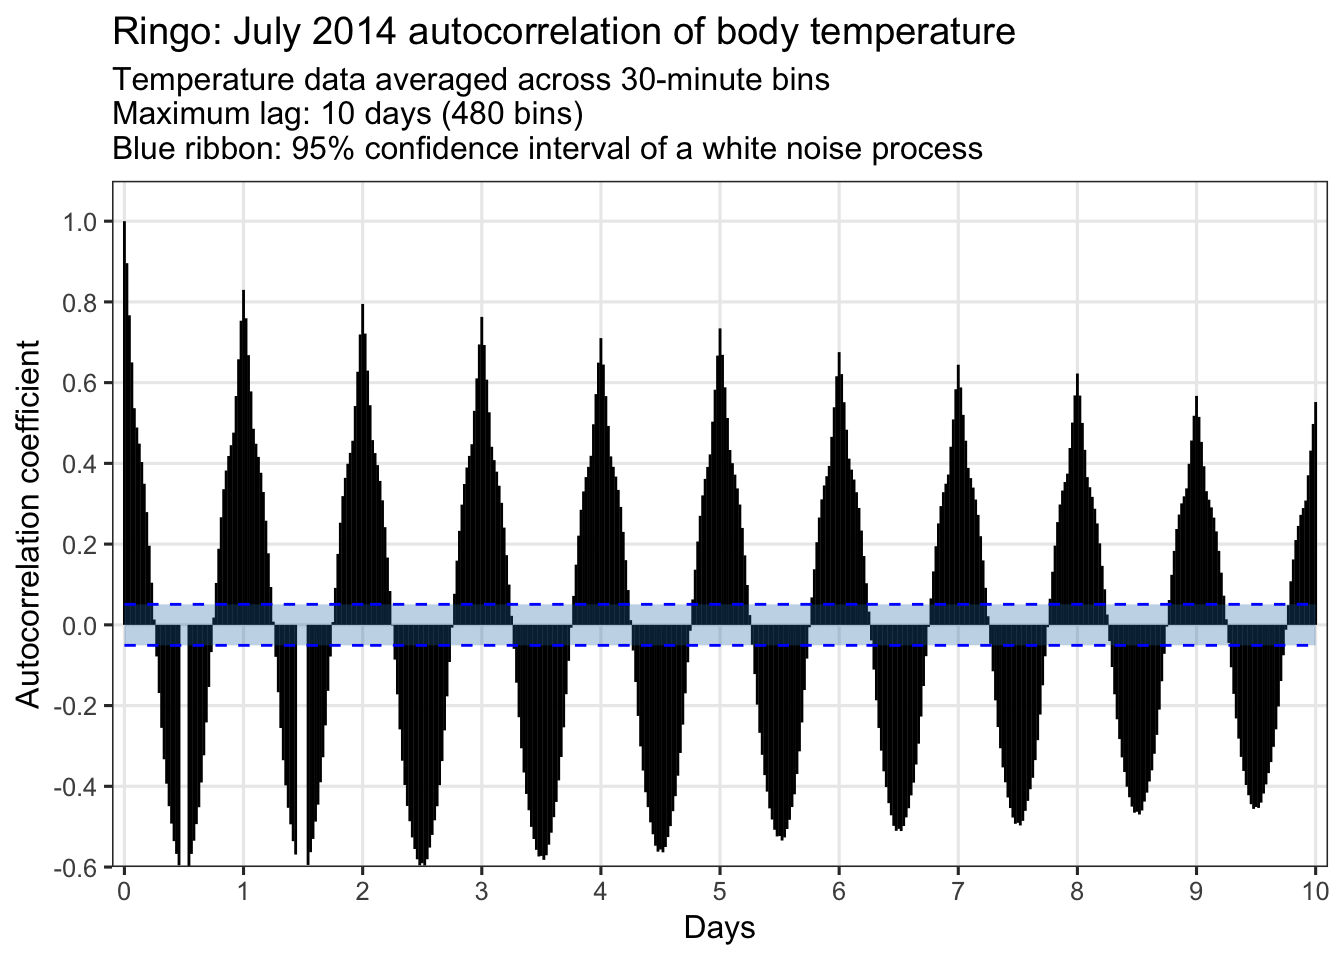 Ringo: July 2014 autocorrelation of body temperature
Temperature data averaged across 30-minute bins
Maximum lag: 10 days (480 bins)
Blue ribbon: 95% confidence interval of a white noise process
Autocorrelation coefficient
1.0
0.8
0.6
0.4
0.2
0.0
-0.2
-0.4
-0.6
0 1 2 3 4 5 6 7 8 9 10
Days